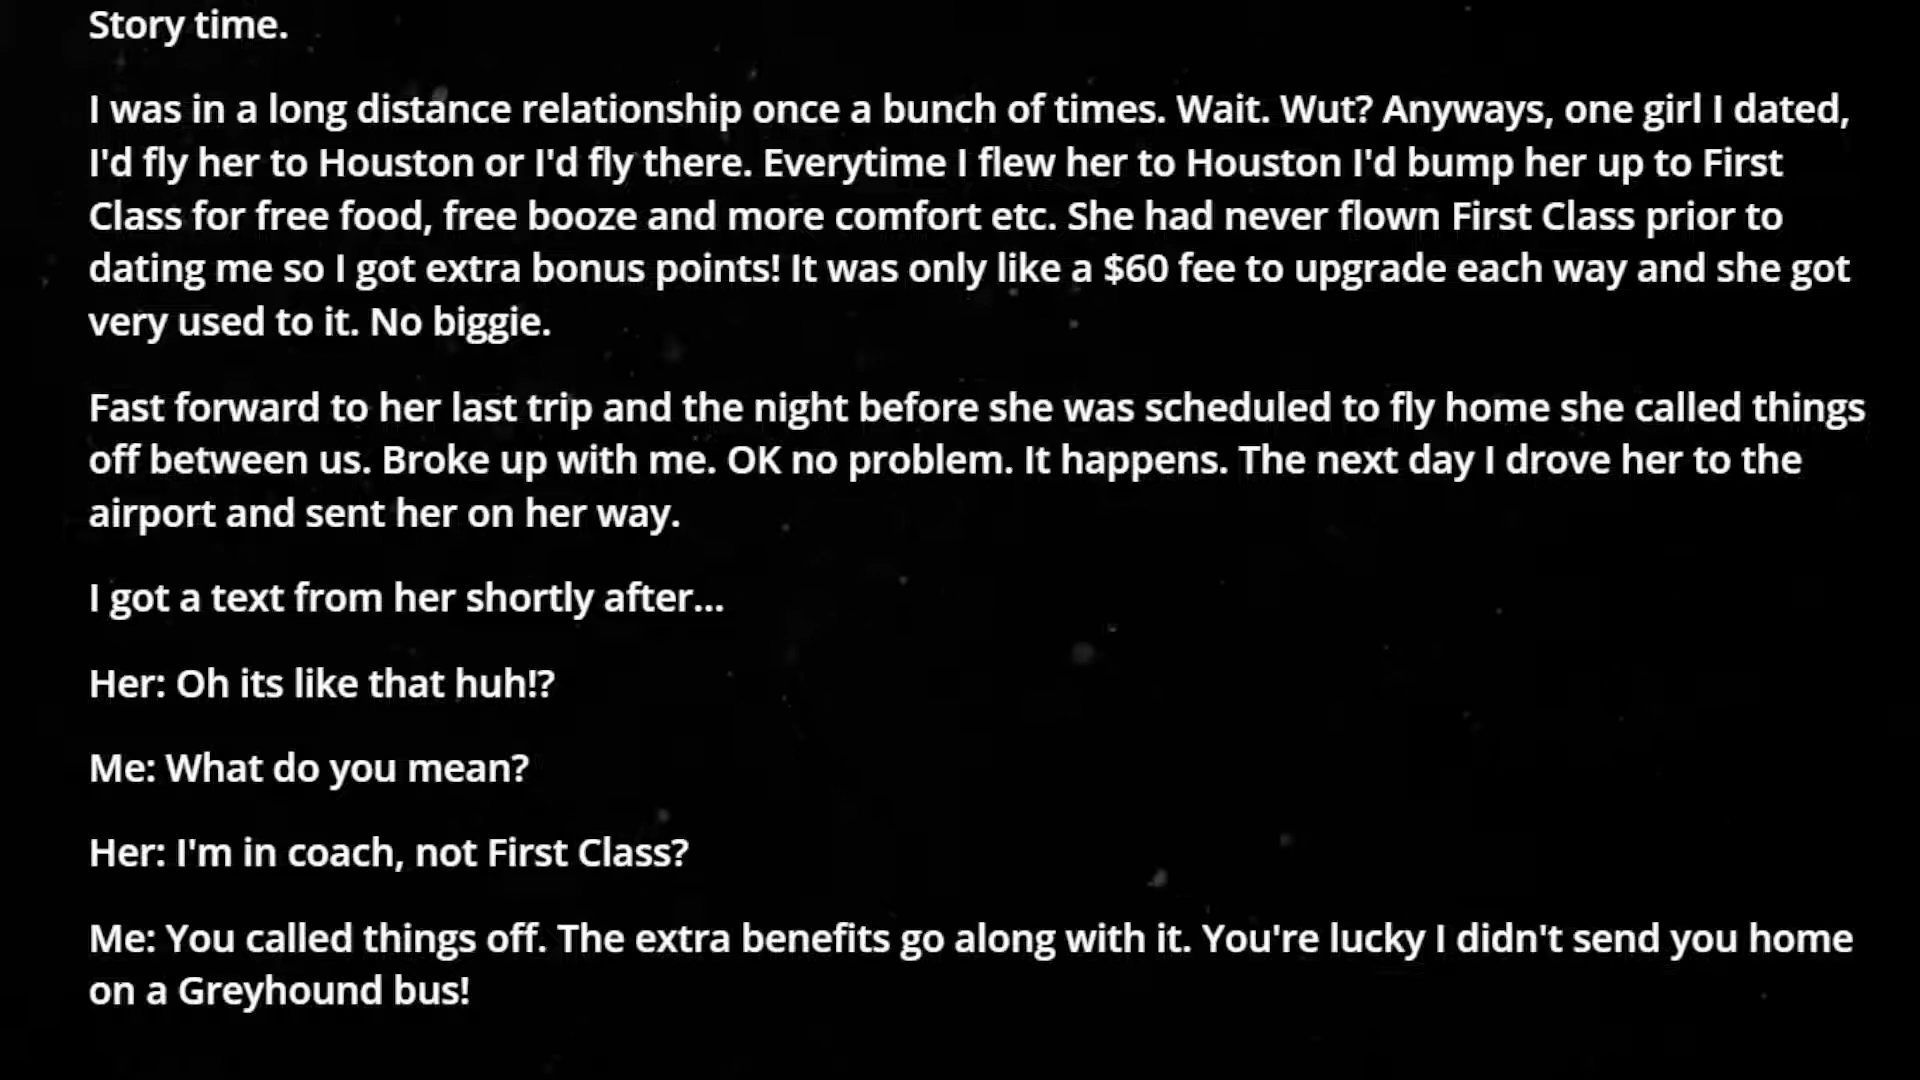 Story time.
I was in a long distance relationship once a bunch of times. Wait. Wut? Anyways, one girl I dated,
I'd fly her to Houston or I'd fly there. Everytime I flew her to Houston I'd bump her up to First
Class for free food, free booze and more comfort etc. She had never flown First Class prior to
dating me so I got extra bonus points! It was only like a $60 fee to upgrade each way and she got
very used to it. No biggie.
Fast forward to her last trip and the night before she was scheduled to fly home she called things
off between us. Broke up with me. OK no problem. It happens. The next day I drove her to the
airport and sent her on her way.
I got a text from her shortly after...
Her: Oh its like that huh!?
Me: What do you mean?
Her: I'm in coach, not First Class?
Me: You called things off. The extra benefits go along with it. You're lucky I didn't send you home
on a Greyhound bus!